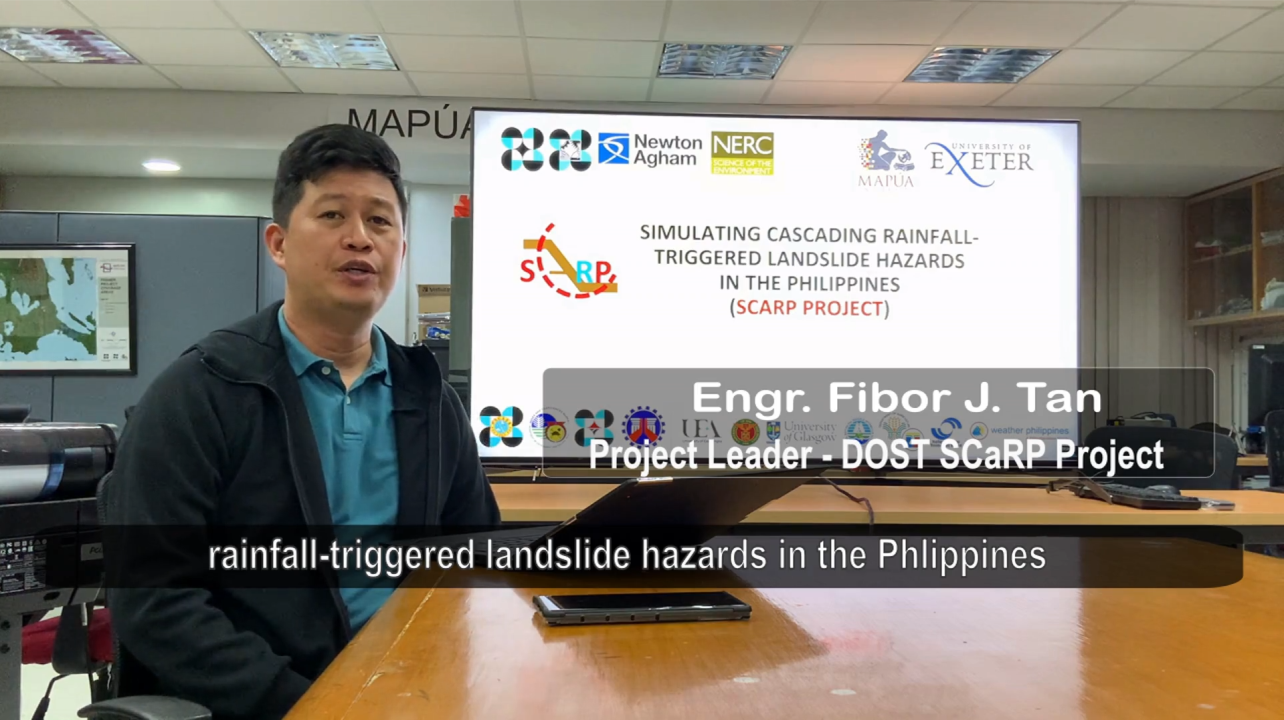 MAPÚA
Newton
Agham
NERC
SCIENCE OF THE
ENVIRONMENT
MAPUA
UNIVERSITY OF
EXETER
SCARP
SIMULATING CASCADING RAINFALL-
TRIGGERED LANDSLIDE HAZARDS
IN THE PHILIPPINES
(SCARP PROJECT)
Engr. Fibor J. Tan
UEA
University
of Glasgow
weather philippines
Project Leader - DOST SCaRP Project
rainfall-triggered landslide hazards in the Phlippines